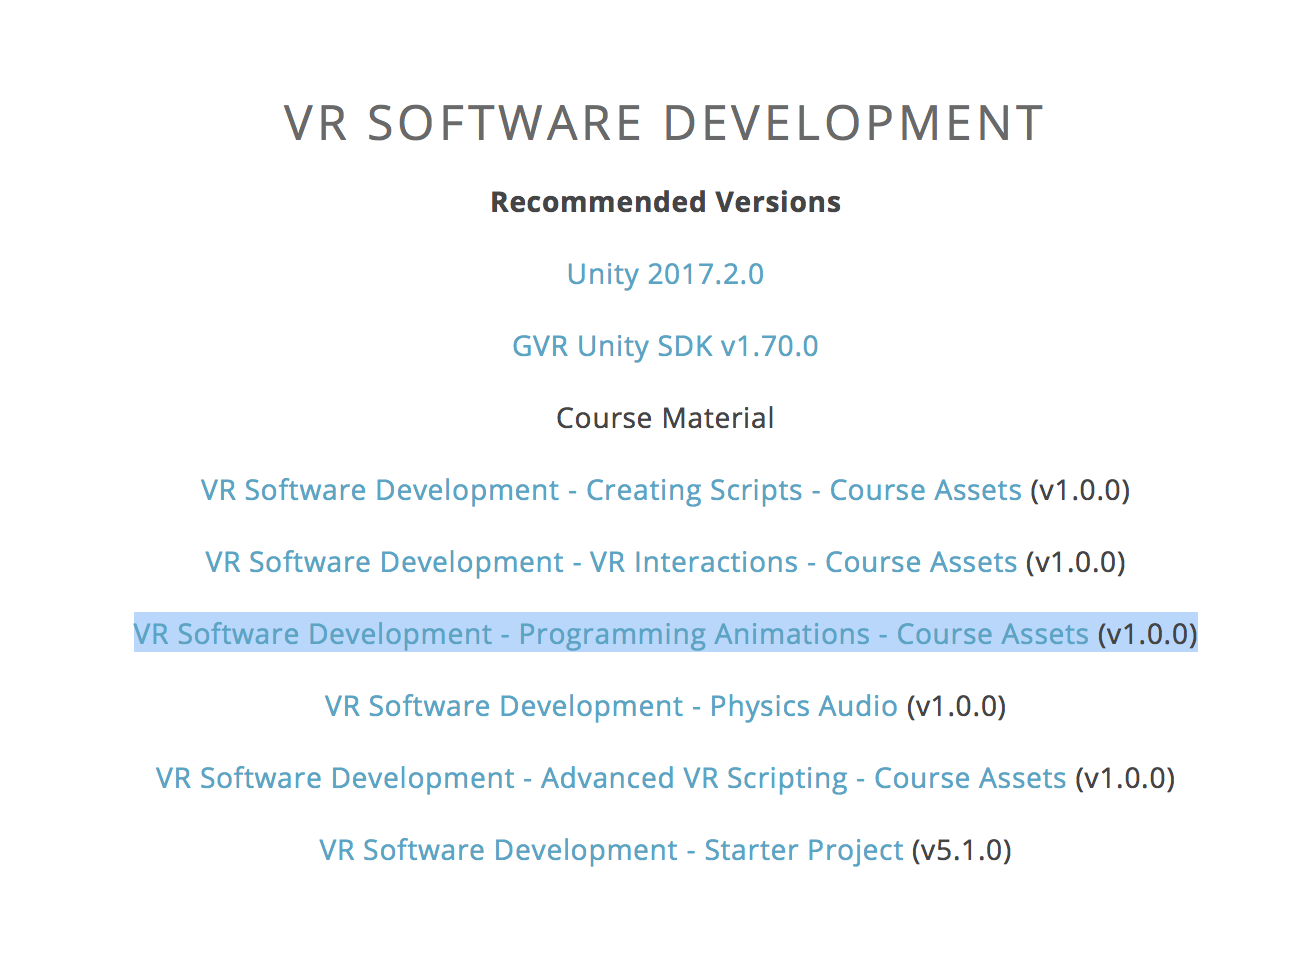 VR SOFTWARE DEVELOPMENT
Recommended Versions
Unity 2017.2.0
GVR Unity SDK v1.70.0
Course Material
VR Software Development - Creating Scripts - Course Assets (v1.0.0)
VR Software Development - VR Interactions - Course Assets (v1.0.0)
VR Software Development - Programming Animations - Course Assets (v1.0.0)
VR Software Development - Physics Audio (v1.0.0)
VR Software Development - Advanced VR Scripting - Course Assets (v1.0.0)
VR Software Development - Starter Project (v5.1.0)